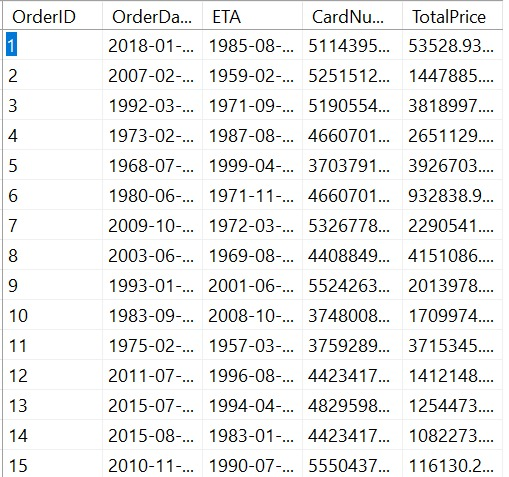 OrderID OrderDa... ETA CardNu... TotalPrice
1 2018-01-... 1985-08-... 5114395... 53528.93...
2 2007-02-... 1959-02-... 5251512... 1447885....
3 1992-03-... 1971-09-... 5190554... 3818997....
4 1973-02-... 1987-08-... 4660701... 2651129....
5 1968-07-... 1999-04-... 3703791... 3926703....
6 1980-06-... 1971-11-... 4660701... 932838.9...
7 2009-10-... 1972-03-... 5326778... 2290541....
8 2003-06-... 1969-08-... 4408849... 4151086....
9 1993-01-... 2001-06-... 5524263... 2013978....
10 1983-09-... 2008-10-... 3748008... 1709974....
11 1975-02-... 1957-03-... 3759289... 3715345....
12 2011-07-... 1996-08-... 4423417... 1412148....
13 2015-07-... 1994-04-... 4829598... 1254473....
14 2015-08-... 1983-01-... 4423417... 1082273....
15 2010-11-... 1990-07-... 5550437... 116130.2...